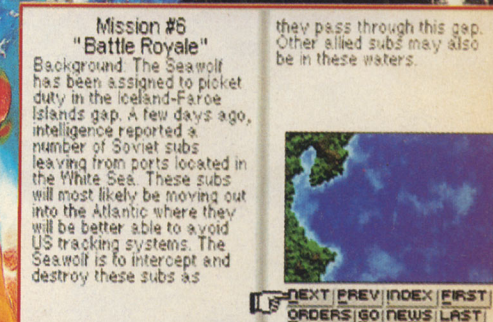 Mission #6
"Battle Royale"
Background: The Seawolf
has been assigned to picket
duty in the Iceland-Faroe
Islands gap. A few days ago,
intelligence reported a
number of Soviet subs
leaving from ports located in
the White Sea. These subs
will most likely be moving out
into the Atlantic where they
will be better able to avoid
US tracking systems. The
Seawolf is to intercept and
destroy these subs as
they pass through this gap.
Other allied subs may also
be in these waters.
NEXT PREV INDEX FIRST
ORDERS GO NEWS LAST